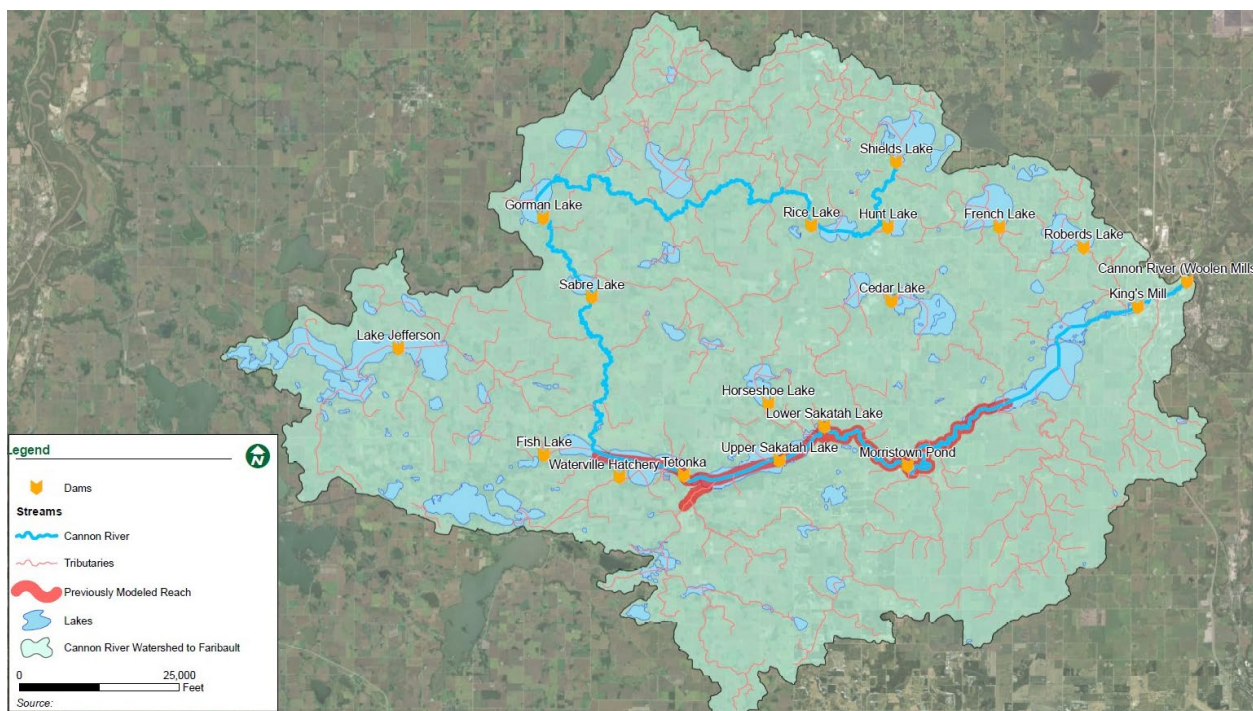 Shields Lake
Gorman Lake
Rice Lake
Hunt Lake
French Lake
Roberds Lake
Cannon River (Woolen Mills
Sabre Lake
Cedar Lake
King's Mill
Lake Jefferson
Horseshoe Lake
Lower Sakatah Lake
Fish Lake
Waterville Hatchery
Tetonka
Upper Sakatah Lake
Morristown Pond
Legend
N
Dams
Streams
Cannon River
Tributaries
Previously Modeled Reach
Lakes
Cannon River Watershed to Faribault
0 25,000
Feet
Source: